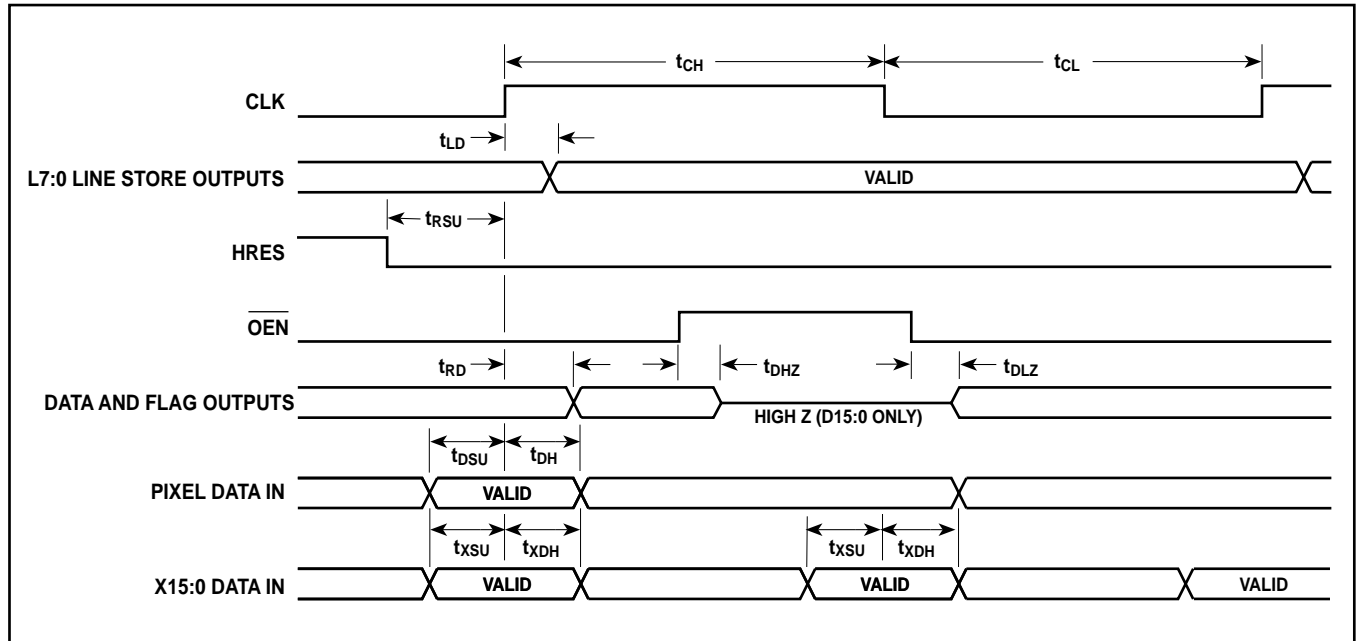 tCH
tCL
CLK
tLD
L7:0 LINE STORE OUTPUTS
VALID
tRSU
HRES
OEN
tRD
tDHZ
tDLZ
DATA AND FLAG OUTPUTS
HIGH Z (D15:0 ONLY)
tDSU
tDH
PIXEL DATA IN
VALID
tXSU
tXDH
tXSU
tXDH
X15:0 DATA IN
VALID
VALID
VALID